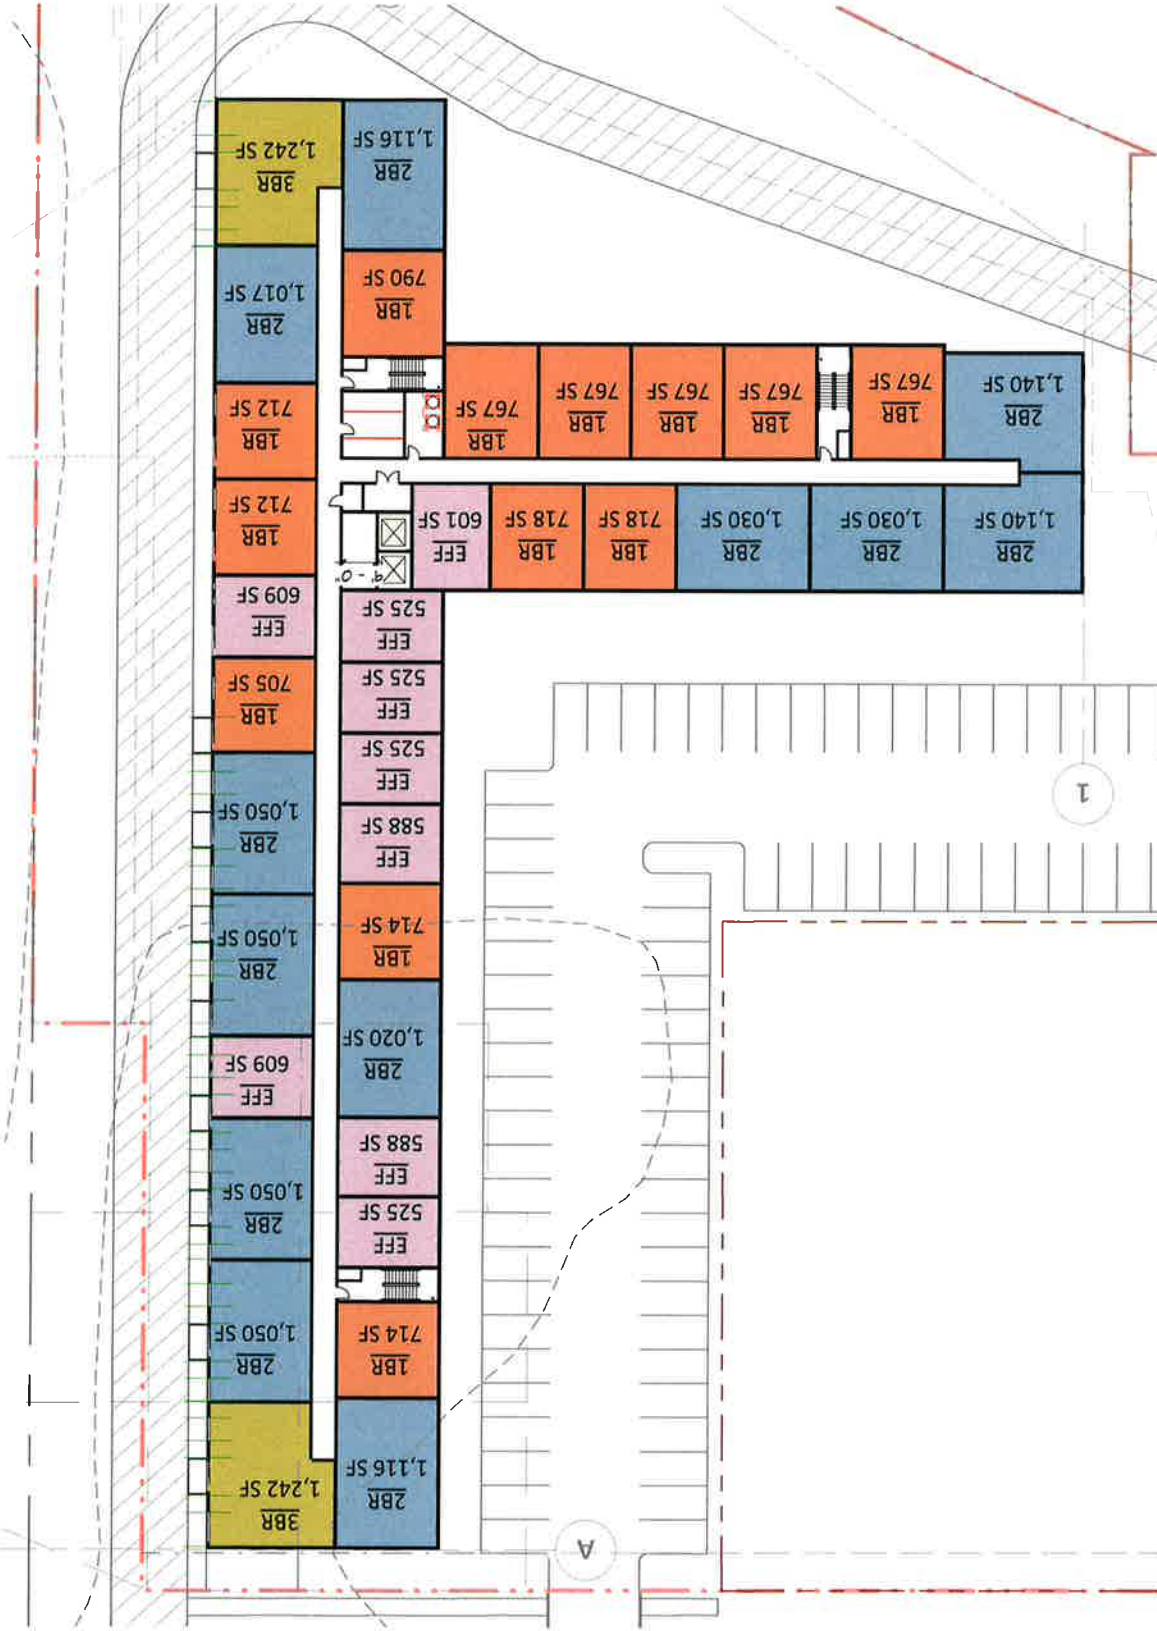 A
2BR
1,116 SF
3BR
1,242 SF
1BR
714 SF
2BR
1,050 SF
EFF
525 SF
2BR
1,050 SF
EFF
588 SF
EFF
609 SF
2BR
1,020 SF
1BR
714 SF
2BR
1,050 SF
EFF
588 SF
2BR
1,050 SF
1
EFF
525 SF
EFF
525 SF
1BR
705 SF
EFF
525 SF
EFF
609 SF
9' - 0"
2BR
1,140 SF
2BR
1,030 SF
2BR
1,030 SF
1BR
718 SF
1BR
718 SF
EFF
601 SF
1BR
712 SF
2BR
1,140 SF
1BR
767 SF
1BR
767 SF
1BR
767 SF
1BR
767 SF
1BR
767 SF
1BR
712 SF
1BR
790 SF
2BR
1,017 SF
2BR
1,116 SF
3BR
1,242 SF